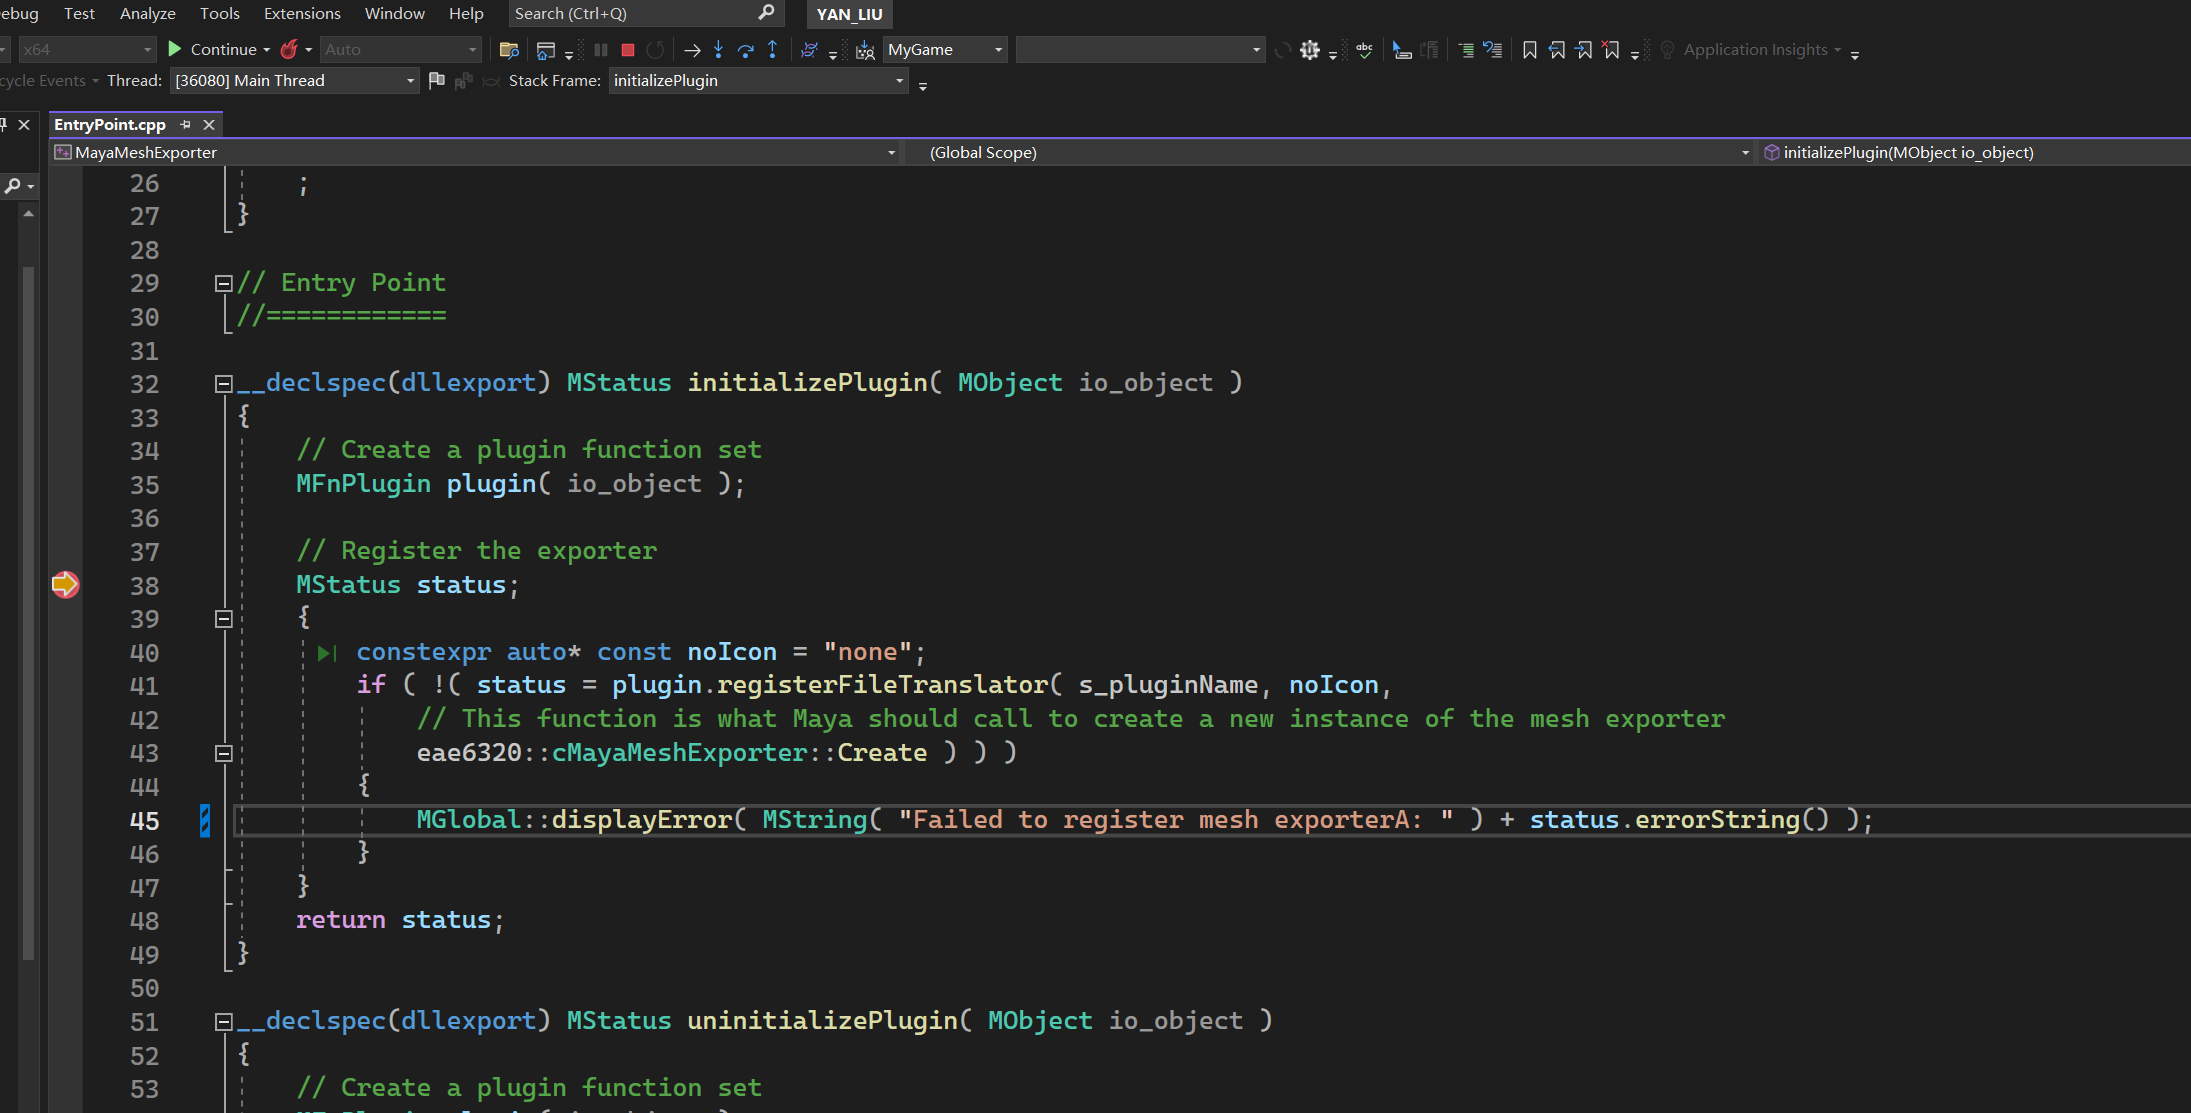 ebug Test Analyze Tools Extensions Window Help Search (Ctrl+Q) YAN_LIU
x64 Continue Auto MyGame Application Insights
cycle Events Thread: [36080] Main Thread Stack Frame: initializePlugin
EntryPoint.cpp
MayaMeshExporter (Global Scope) initializePlugin(MObject io_object)
26 ;
27 }
28
29 // Entry Point
30 //============
31
32 __declspec(dllexport) MStatus initializePlugin( MObject io_object )
33 {
34 // Create a plugin function set
35 MFnPlugin plugin( io_object );
36
37 // Register the exporter
38 MStatus status;
39 {
40 constexpr auto* const noIcon = "none";
41 if ( !( status = plugin.registerFileTranslator( s_pluginName, noIcon,
42 // This function is what Maya should call to create a new instance of the mesh exporter
43 eae6320::cMayaMeshExporter::Create ) ) )
44 {
45 MGlobal::displayError( MString( "Failed to register mesh exporterA: " ) + status.errorString() );
46 }
47 }
48 return status;
49 }
50
51 __declspec(dllexport) MStatus uninitializePlugin( MObject io_object )
52 {
53 // Create a plugin function set